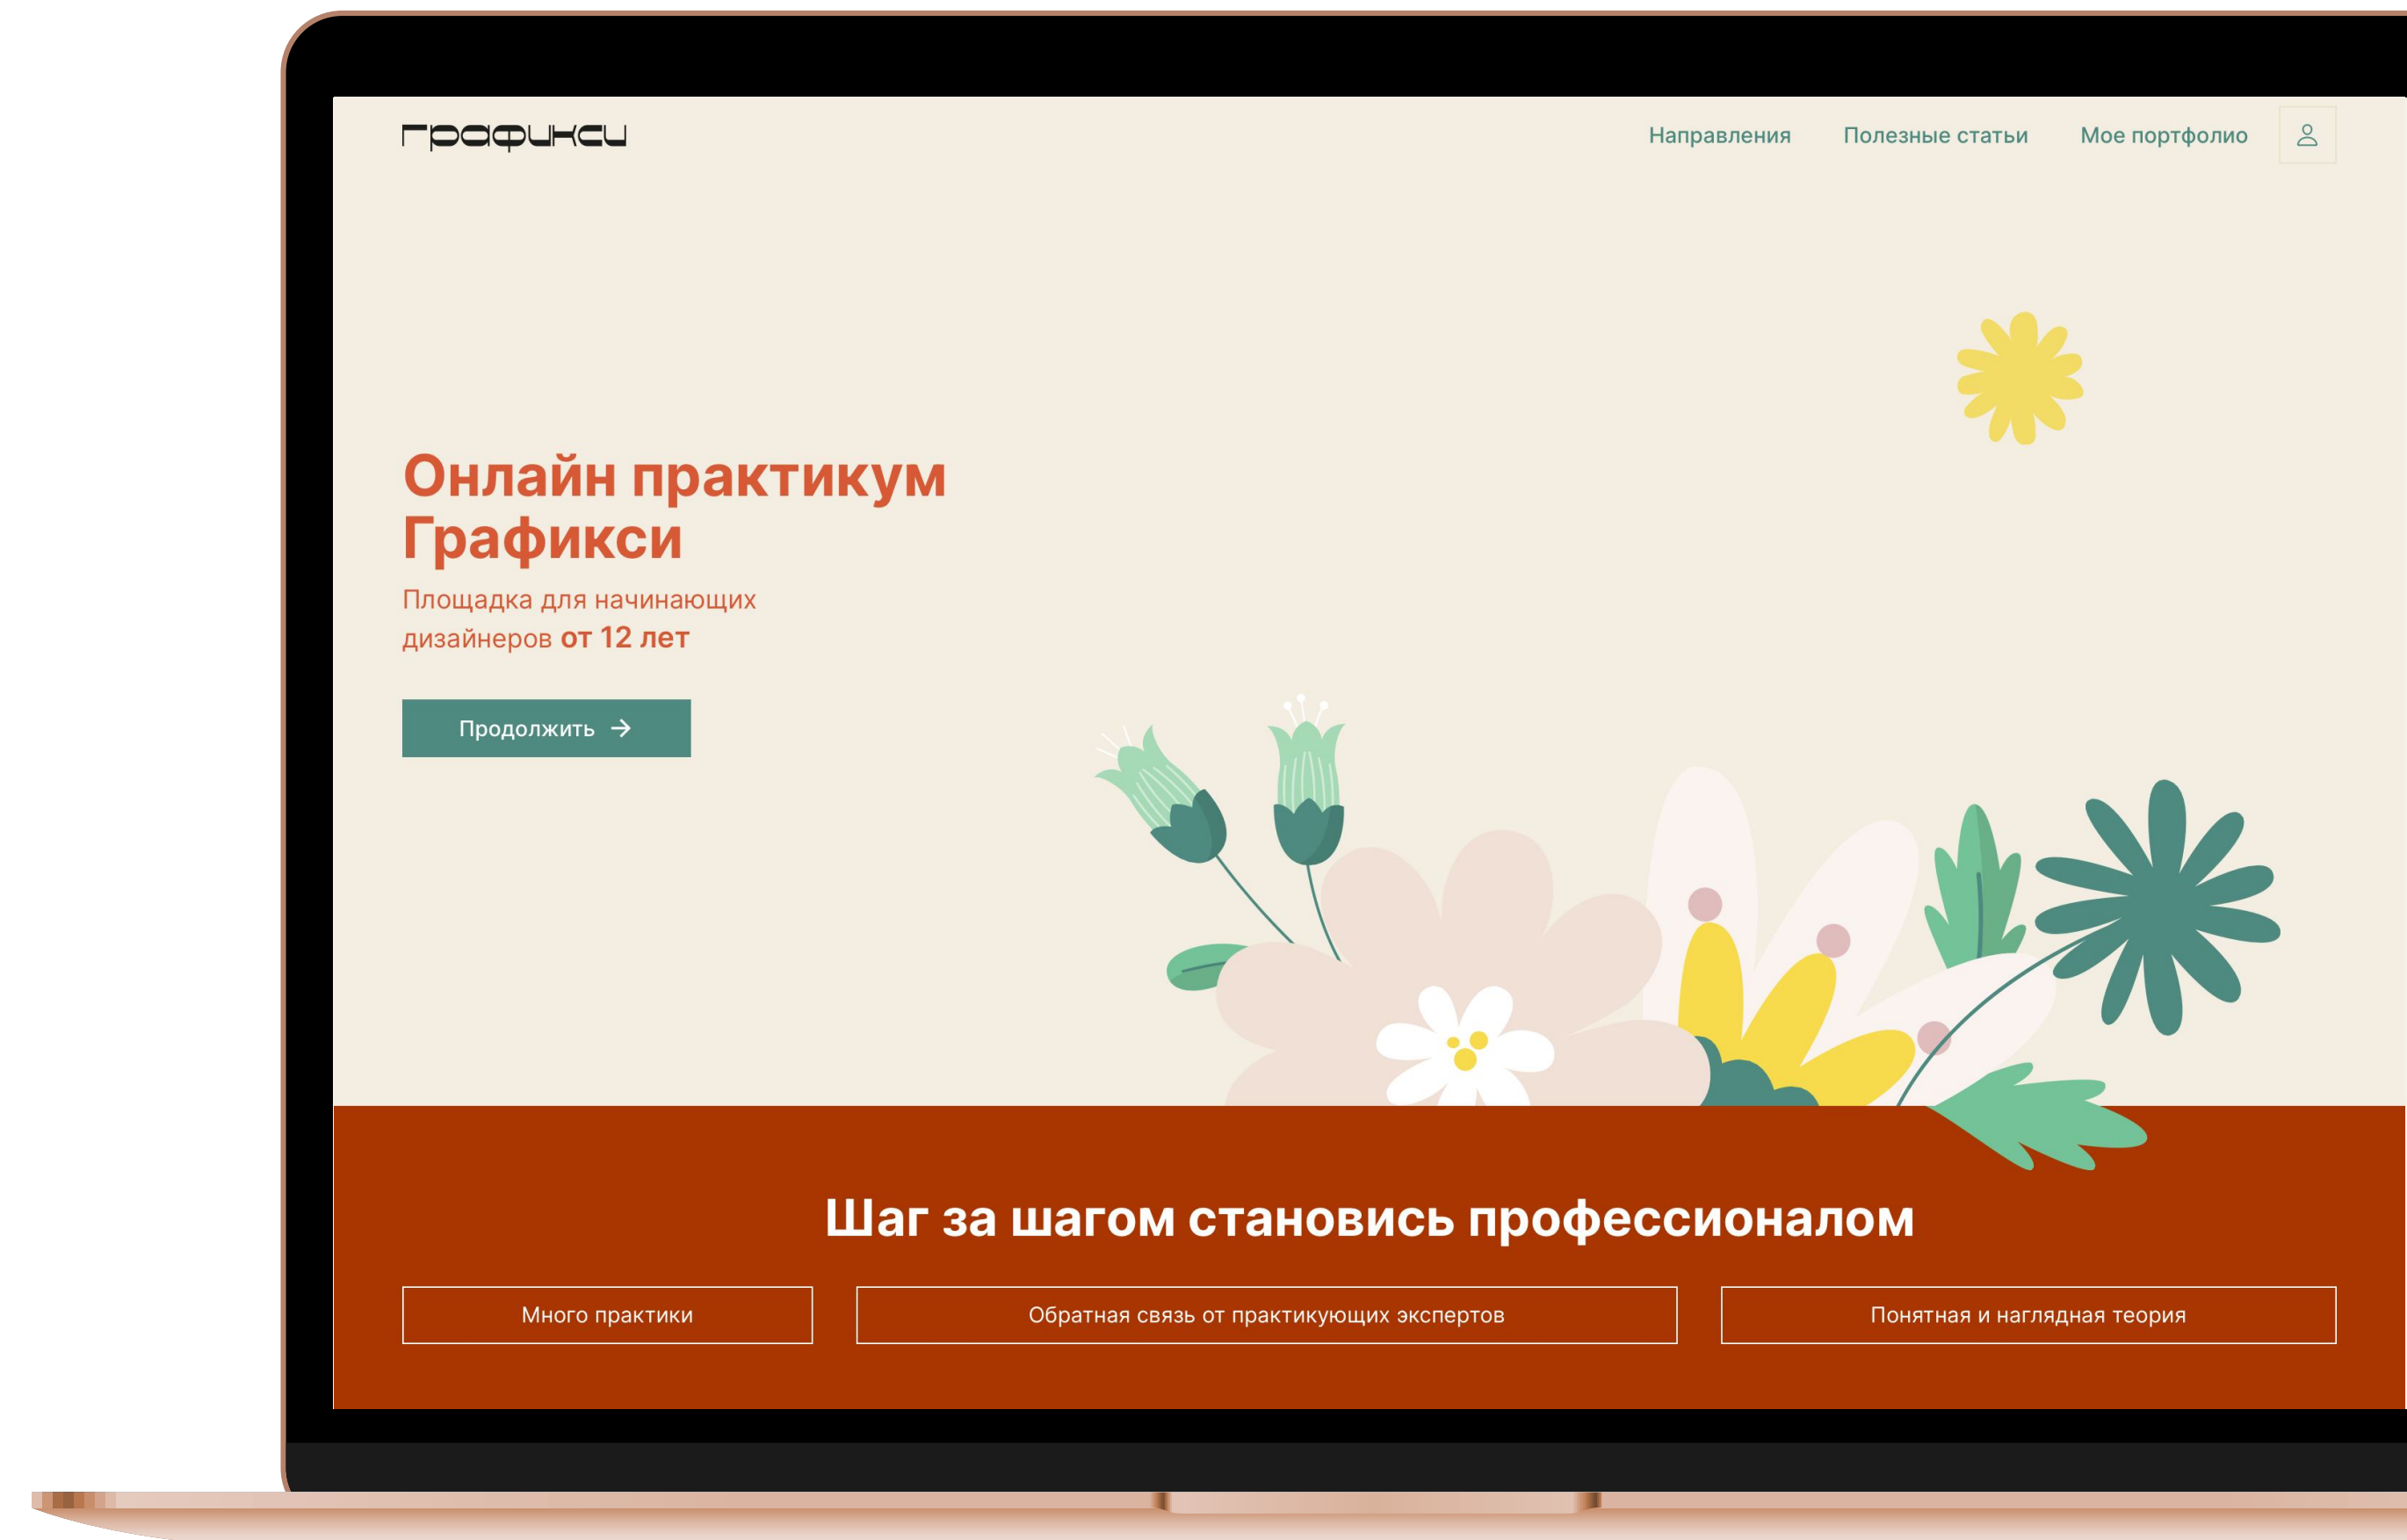 графикси
Направления
Полезные статьи
Мое портфолио
Онлайн практикум
Графикси
Площадка для начинающих
дизайнеров от 12 лет
Продолжить →
Шаг за шагом становись профессионалом
Много практики
Обратная связь от практикующих экспертов
Понятная и наглядная теория